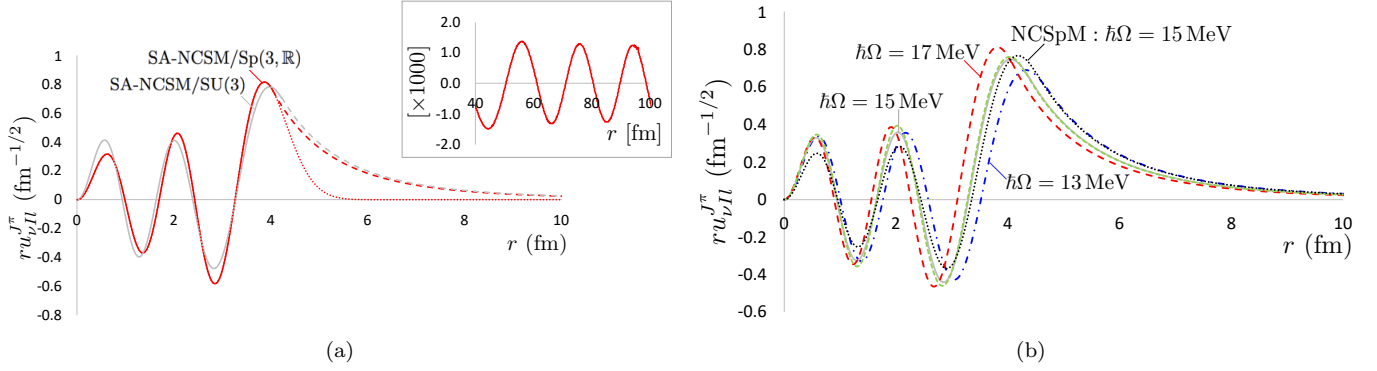 ru_{νIl}^{J^π} (fm^{−1/2})
1
0.8
0.6
0.4
0.2
0
-0.2
-0.4
-0.6
-0.8
SA-NCSM/Sp(3,ℝ)
SA-NCSM/SU(3)
0 2 4 6 8 10
r (fm)
[×1000]
2.0
1.0
0.0
-1.0
-2.0
40 60 80 100
r [fm]
(a)
ru_{νIl}^{J^π} (fm^{−1/2})
1
0.8
0.6
0.4
0.2
0
-0.2
-0.4
-0.6
NCSpM : ℏΩ = 15 MeV
ℏΩ = 17 MeV
ℏΩ = 15 MeV
ℏΩ = 13 MeV
0 2 4 6 8 10
r (fm)
(b)